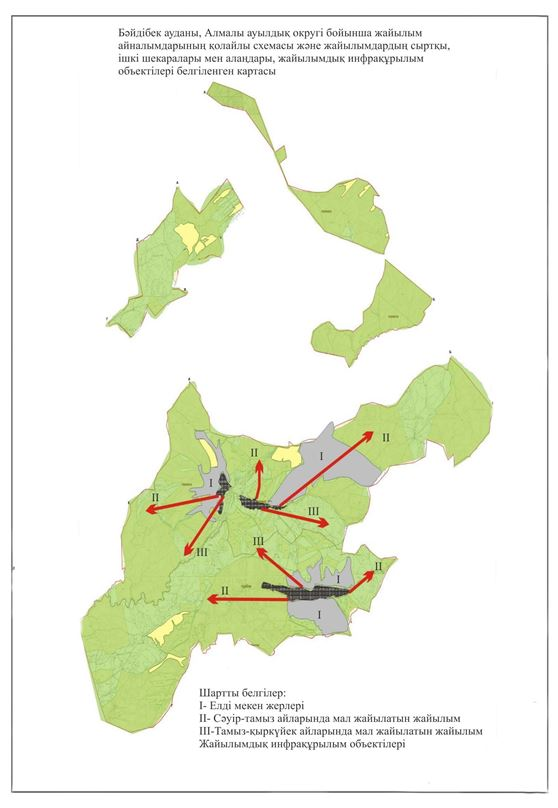 Бәйдібек ауданы, Алмалы ауылдық округі бойынша жайылым
айналымдарының қолайлы схемасы және жайылымдардың сыртқы,
ішкі шекаралары мен алаңдары, жайылымдық инфрақұрылым
объектілері белгіленген картасы
II
I
II
I
II
III
III
III
II
I
II
I
Шартты белгілер:
I- Елді мекен жерлері
II- Сәуір-тамыз айларында мал жайылатын жайылым
III-Тамыз-қыркүйек айларында мал жайылатын жайылым
Жайылымдық инфрақұрылым объектілері